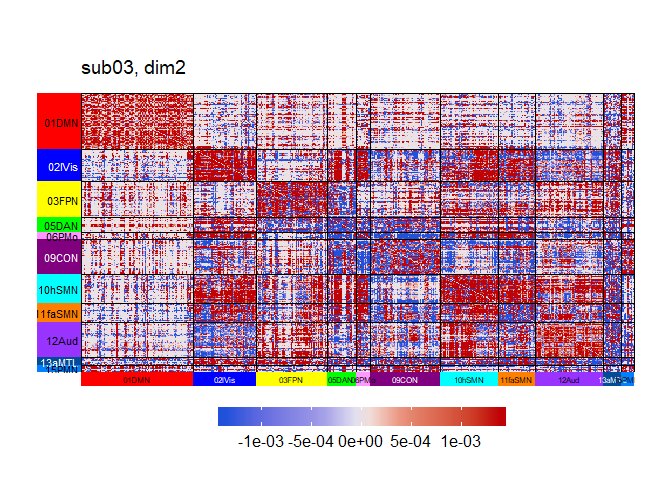 sub03, dim2
01DMN
02lVis
03FPN
05DAN
06PMo
09CON
10hSMN
11faSMN
12Aud
13aMTL
01DMN 02lVis 03FPN 05DAN 09CON 10hSMN 11faSMN 12Aud
-1e-03 -5e-04 0e+00 5e-04 1e-03